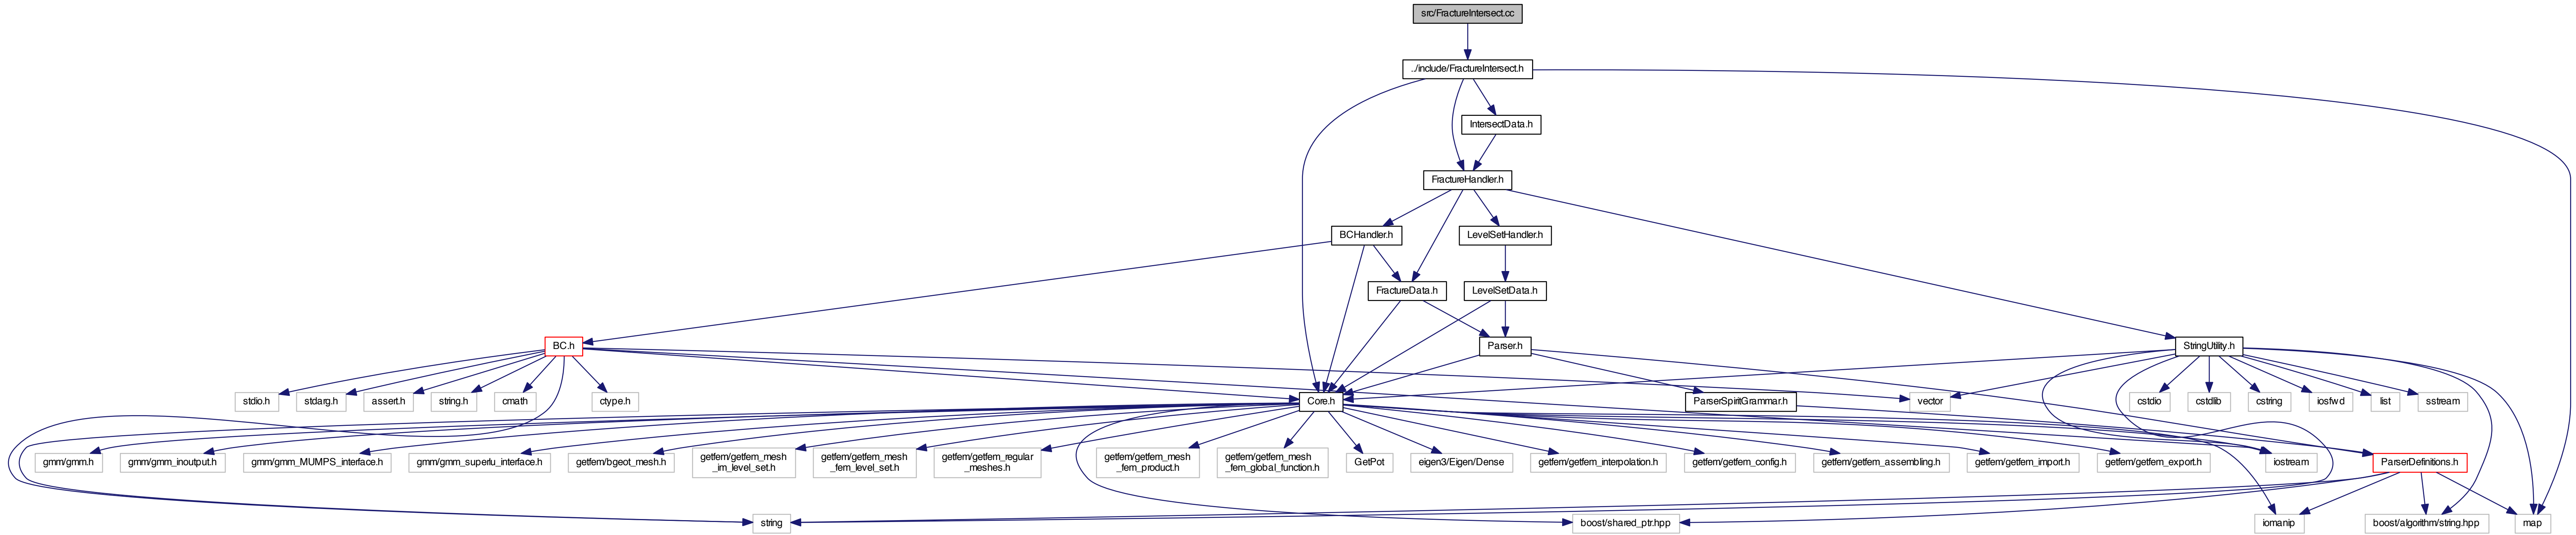 src/FractureIntersect.cc
../include/FractureIntersect.h
IntersectData.h
FractureHandler.h
BCHandler.h
LevelSetHandler.h
FractureData.h
LevelSetData.h
BC.h
Parser.h
StringUtility.h
stdio.h
stdarg.h
assert.h
string.h
cmath
ctype.h
Core.h
ParserSpiritGrammar.h
vector
cstdio
cstdlib
cstring
iosfwd
list
sstream
gmm/gmm.h
gmm/gmm_inoutput.h
gmm/gmm_MUMPS_interface.h
gmm/gmm_superlu_interface.h
getfem/bgeot_mesh.h
getfem/getfem_mesh
_im_level_set.h
getfem/getfem_mesh
_fem_level_set.h
getfem/getfem_regular
_meshes.h
getfem/getfem_mesh
_fem_product.h
getfem/getfem_mesh
_fem_global_function.h
GetPot
eigen3/Eigen/Dense
getfem/getfem_interpolation.h
getfem/getfem_config.h
getfem/getfem_assembling.h
getfem/getfem_import.h
getfem/getfem_export.h
iostream
ParserDefinitions.h
string
boost/shared_ptr.hpp
iomanip
boost/algorithm/string.hpp
map